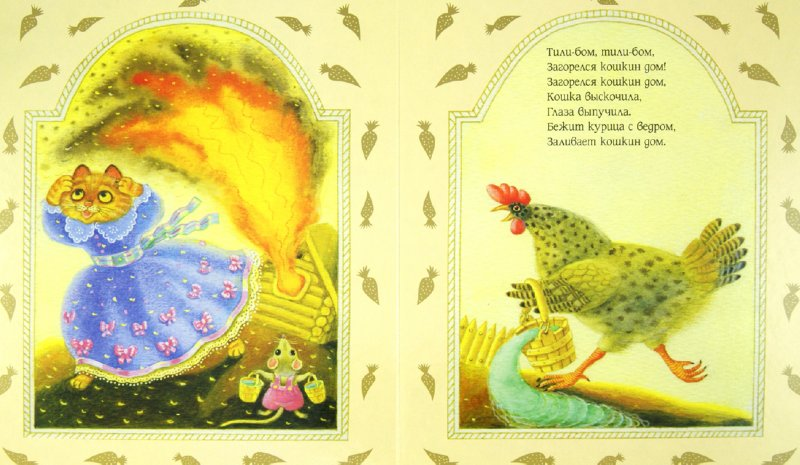 Тили-бом, тили-бом,
Загорелся кошкин дом!
Загорелся кошкин дом,
Кошка выскочила,
Глаза выпучила.
Бежит курица с ведром,
Заливает кошкин дом.